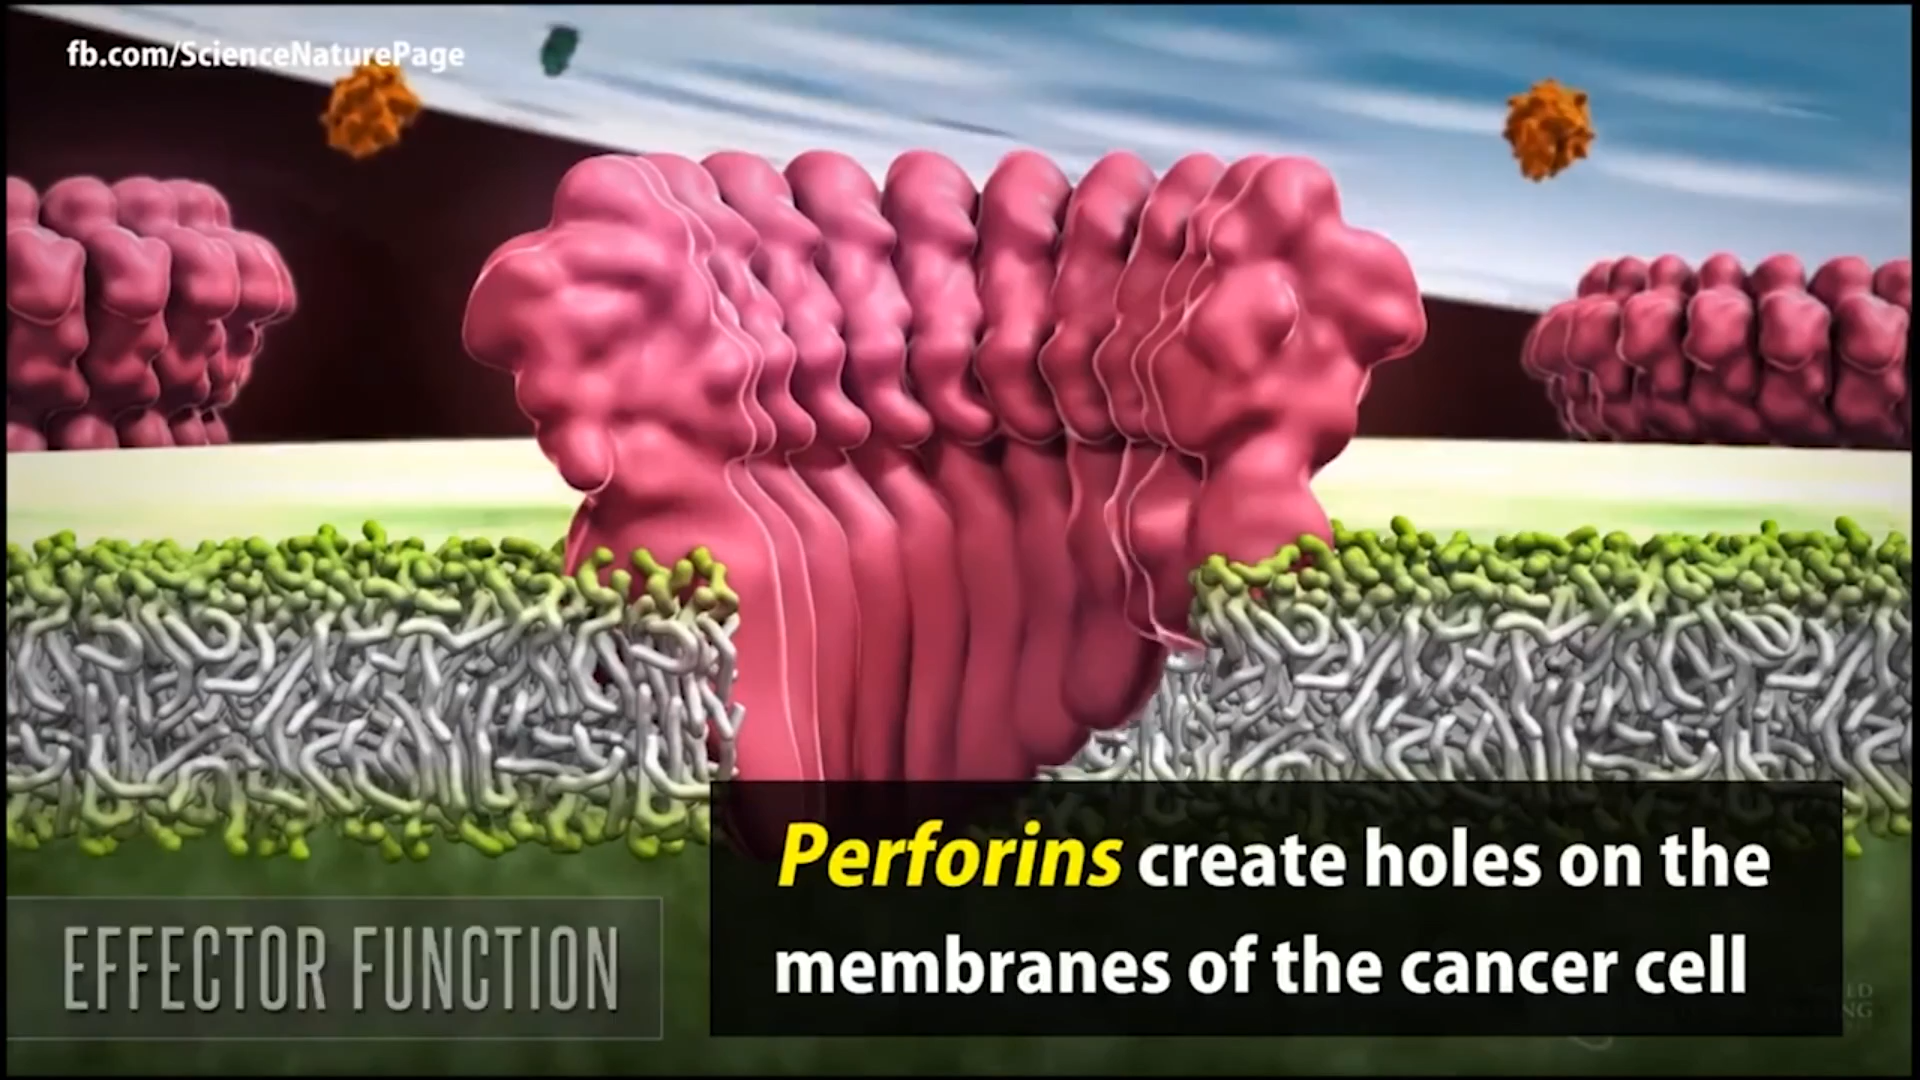 fb.com/ScienceNaturePage
Perforins create holes on the
membranes of the cancer cell
EFFECTOR FUNCTION